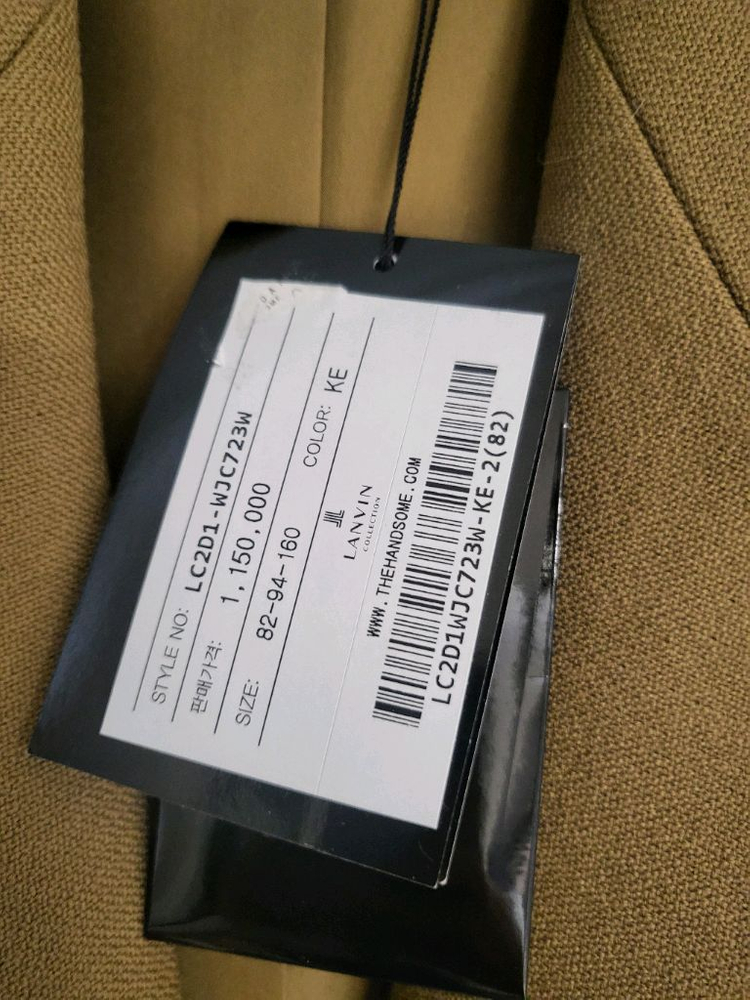 STYLE NO: LC2D1-WJC723W
판매가격: 1,150,000
SIZE: 82-94-160 COLOR: KE
LANVIN
COLLECTION
WWW.THEHANDSOME.COM
LC2D1WJC723W-KE-2(82)